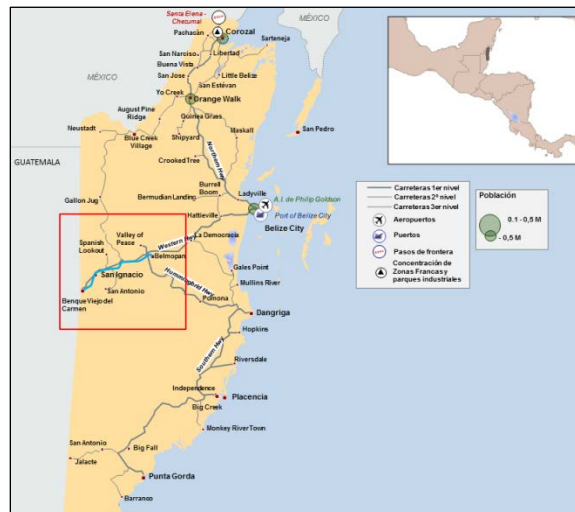 MÉXICO
Santa Elena -
Chetumal
Pachacán
Corozal
Sarteneja
San Narciso
Libertad
Buena Vista
MÉXICO
San Jose
San Estévan
Little Belize
Yo Creek
Orange Walk
August Pine
Ridge
Guinea Grass
Neustadt
Blue Creek
Village
Shipyard
Maskall
San Pedro
Crooked Tree
Northern Hwy
GUATEMALA
Gallon Jug
Bermudian Landing
Burrell
Boom
Ladyville
A.I. de Philip Goldson
Port of Belize City
Hattieville
Belize City
Valley of
Peace
Western Hwy
La Democracia
Spanish
Lookout
Belmopan
Gales Point
San Ignacio
Hummingbird Hwy
Mullins River
Benque Viejo del
Carmen
San Antonio
Pomona
Dangriga
Hopkins
Southern Hwy
Riversdale
Independence
Placencia
Big Creek
Monkey River Town
San Antonio
Big Fall
Jalacte
Punta Gorda
Barranco
Carreteras 1er nivel
Carreteras 2º nivel
Carreteras 3er nivel
Aeropuertos
Puertos
Pasos de frontera
Concentración de
Zonas Francas y
parques industriales
Población
0.1 - 0,5 M
- 0,5 M